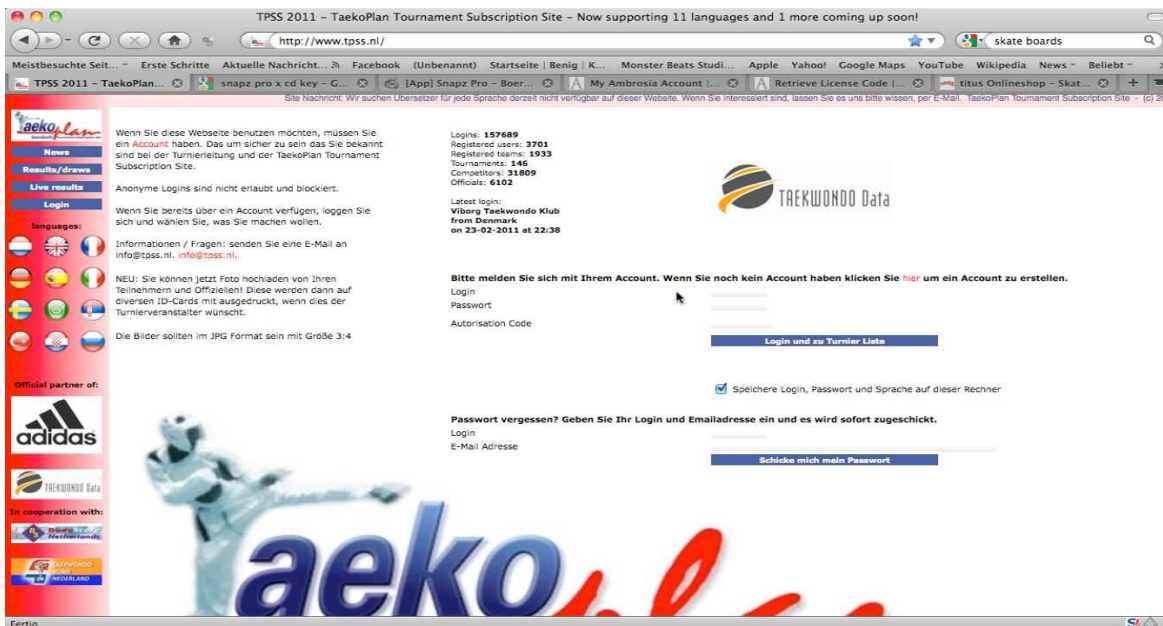 TPSS 2011 – TaekoPlan Tournament Subscription Site – Now supporting 11 languages and 1 more coming up soon!
http://www.tpss.nl/
skate boards
Meistbesuchte Seit...
Erste Schritte
Aktuelle Nachricht...
Facebook
(Unbenannt)
Startseite | Benig | K...
Monster Beats Studi...
Apple
Yahoo!
Google Maps
YouTube
Wikipedia
News
Beliebt
TPSS 2011 – TaekoPlan...
snapz pro x cd key – G...
[App] Snapz Pro – Boer...
My Ambrosia Account |...
Retrieve License Code |...
titus Onlineshop – Skat...
Site Nachricht: Wir suchen Übersetzer für jede Sprache derzeit nicht verfügbar auf dieser Website. Wenn Sie interessiert sind, lassen Sie es uns bitte wissen, per E-Mail. TaekoPlan Tournament Subscription Site - (c)
aekoplan
News
Results/draws
Live results
Login
languages:
Official partner of:
adidas
TAEKWONDO Data
In cooperation with:
Netherlands
TAEKWONDO
BOND
NEDERLAND
Wenn Sie diese Webseite benutzen möchten, müssen Sie
ein Account haben. Das um sicher zu sein das Sie bekannt
sind bei der Turnierleitung und der TaekoPlan Tournament
Subscription Site.
Anonyme Logins sind nicht erlaubt und blockiert.
Wenn Sie bereits über ein Account verfügen, loggen Sie
sich und wählen Sie, was Sie machen wollen.
Informationen / Fragen: senden Sie eine E-Mail an
info@tpss.nl. info@tpss.nl.
NEU: Sie können jetzt Foto hochladen von Ihren
Teilnehmern und Offiziellen! Diese werden dann auf
diversen ID-Cards mit ausgedruckt, wenn dies der
Turnierveranstalter wünscht.
Die Bilder sollten im JPG Format sein mit Größe 3:4
Logins: 157689
Registered users: 3701
Registered teams: 1933
Tournaments: 146
Competitors: 31809
Officials: 6102
Latest login:
Viborg Taekwondo Klub
from Denmark
on 23-02-2011 at 22:38
TAEKWONDO Data
Bitte melden Sie sich mit Ihrem Account. Wenn Sie noch kein Account haben klicken Sie hier um ein Account zu erstellen.
Login
Passwort
Autorisation Code
Login und zu Turnier Liste
Speichere Login, Passwort und Sprache auf dieser Rechner
Passwort vergessen? Geben Sie Ihr Login und Emailadresse ein und es wird sofort zugeschickt.
Login
E-Mail Adresse
Schicke mich mein Passwort
aekoplan
Fertig